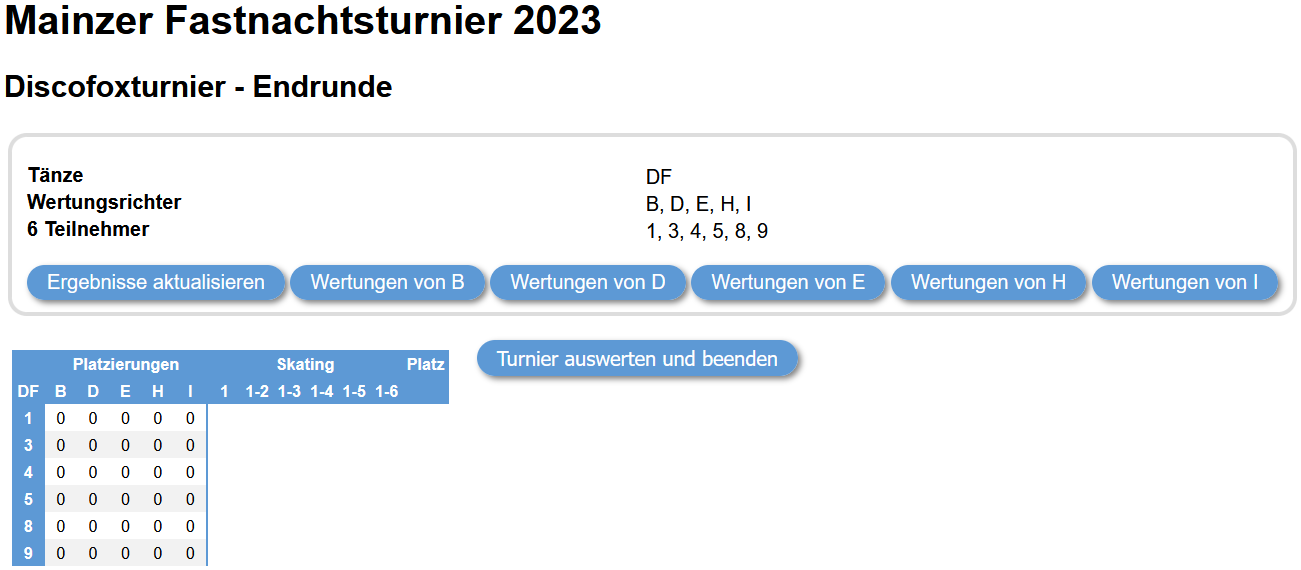 Mainzer Fastnachtsturnier 2023
Discofoxturnier - Endrunde
Tänze DF
Wertungsrichter B, D, E, H, I
6 Teilnehmer 1, 3, 4, 5, 8, 9
Ergebnisse aktualisieren Wertungen von B Wertungen von D Wertungen von E Wertungen von H Wertungen von I
Turnier auswerten und beenden
Platzierungen Skating Platz
DF B D E H I 1 1-2 1-3 1-4 1-5 1-6
1 0 0 0 0 0
3 0 0 0 0 0
4 0 0 0 0 0
5 0 0 0 0 0
8 0 0 0 0 0
9 0 0 0 0 0